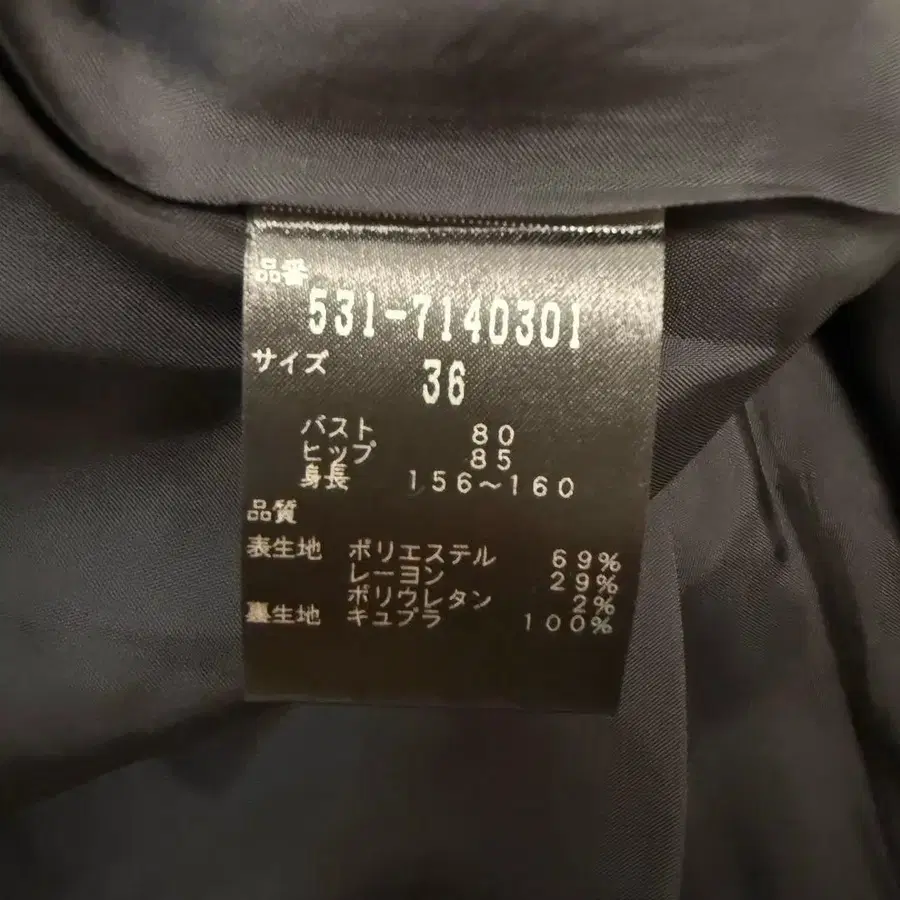 品番
531-7140301
サイズ
36
バスト 80
ヒップ 85
身長 156〜160
品質
表生地 ポリエステル 69%
レーヨン 29%
ポリウレタン 2%
裏生地 キュプラ 100%